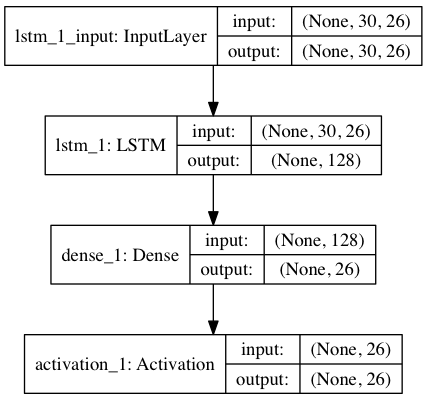 lstm_1_input: InputLayer
input: (None, 30, 26)
output: (None, 30, 26)
lstm_1: LSTM
input: (None, 30, 26)
output: (None, 128)
dense_1: Dense
input: (None, 128)
output: (None, 26)
activation_1: Activation
input: (None, 26)
output: (None, 26)